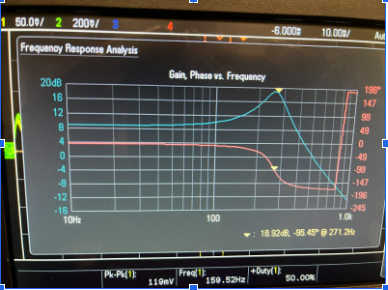 1 50.0V/ 2 200V/ 3 4 -6.000s 10.00s/ Aut
Frequency Response Analysis
Gain, Phase vs. Frequency
20dB 196°
16 147
12 98
8 49
4 0
0 -49
-4 -98
-8 -147
-12 -196
-16 -245
10Hz 100 1.0k
: 18.92dB, -95.45° @ 271.2Hz
Pk-Pk(1): Freq(1): +Duty(1):
119mV 159.52Hz 50.00%